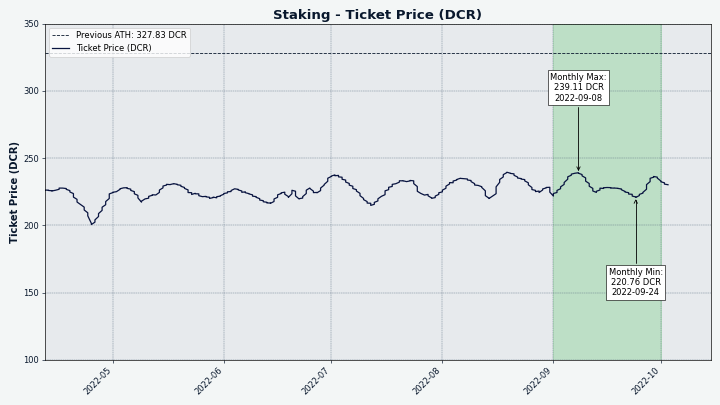 Staking - Ticket Price (DCR)
Previous ATH: 327.83 DCR
Ticket Price (DCR)
Monthly Max:
239.11 DCR
2022-09-08
Monthly Min:
220.76 DCR
2022-09-24
Ticket Price (DCR)
350
300
250
200
150
100
2022-05
2022-06
2022-07
2022-08
2022-09
2022-10